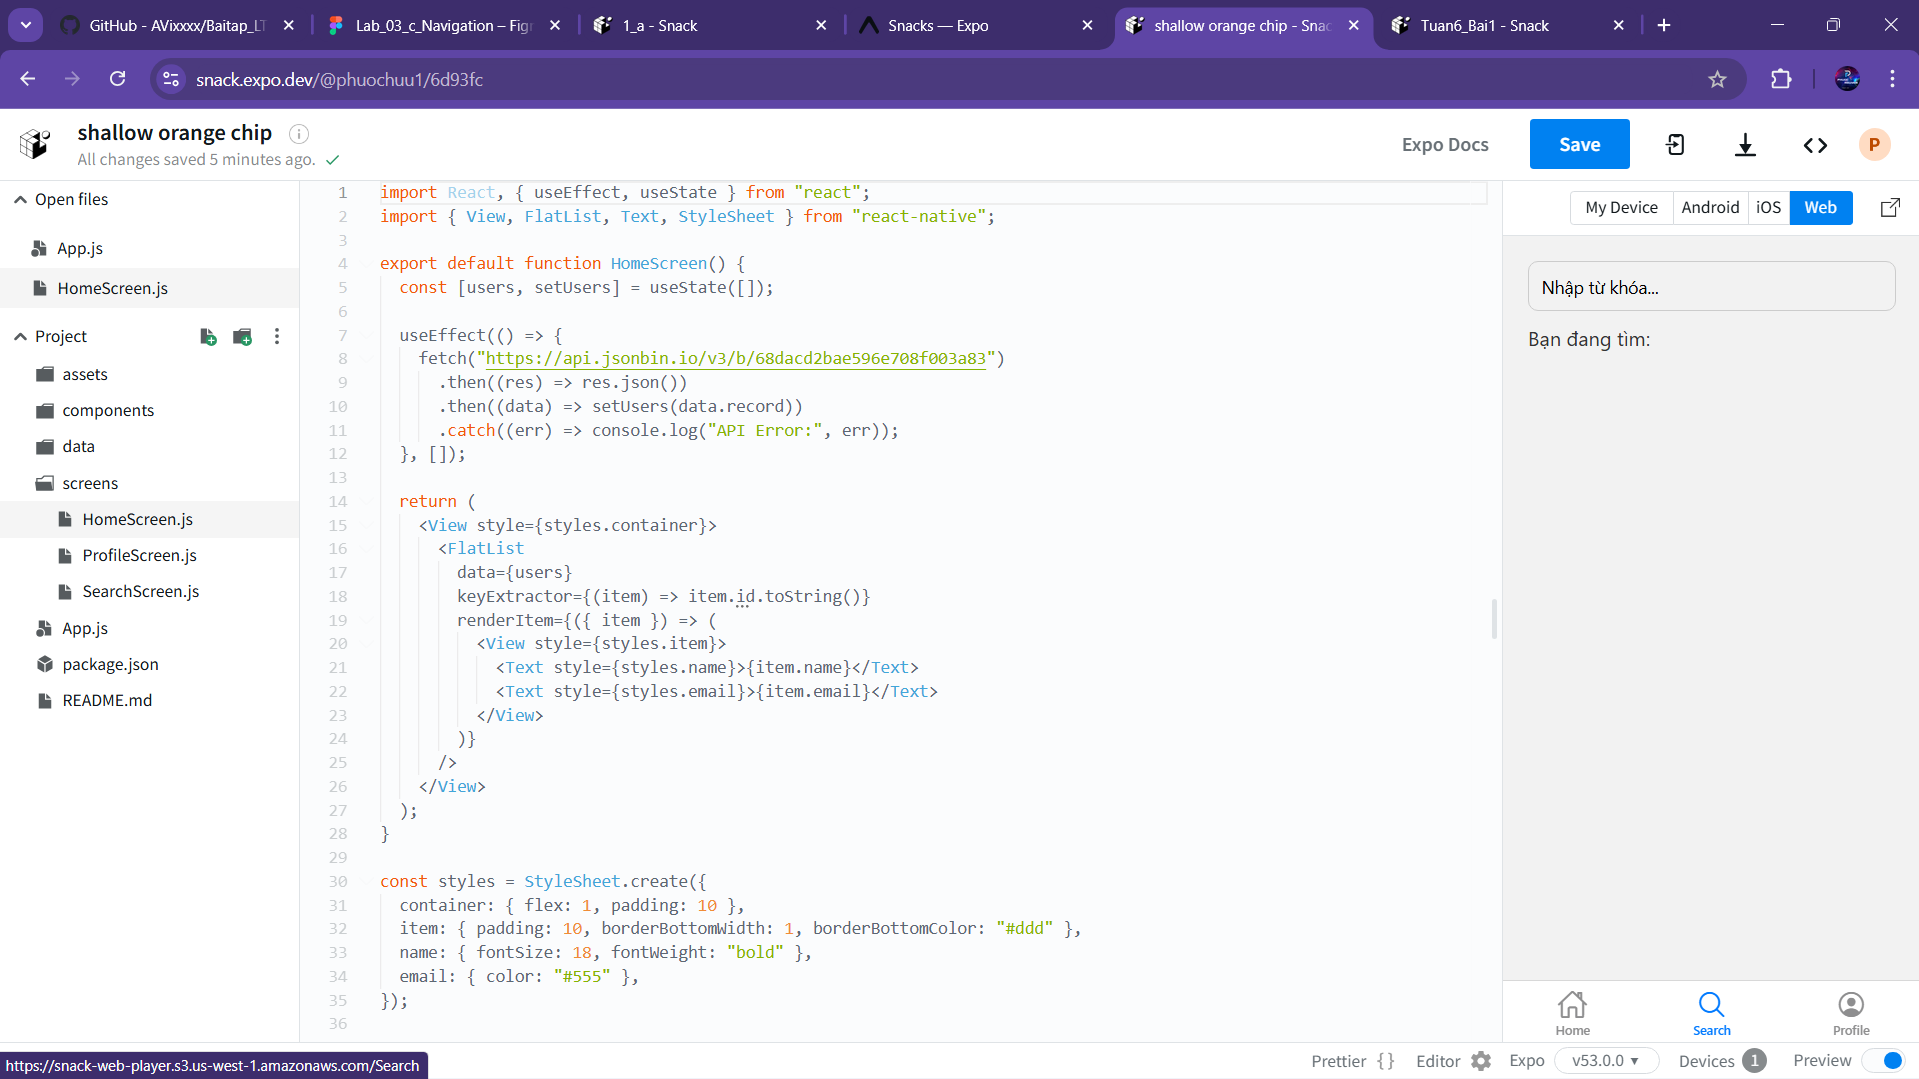 GitHub - AVixxxx/Baitap_LT
Lab_03_c_Navigation – Fig
1_a - Snack
Snacks — Expo
shallow orange chip - Snac
Tuan6_Bai1 - Snack
snack.expo.dev/@phuochuu1/6d93fc
shallow orange chip
All changes saved 5 minutes ago.
Expo Docs
Save
P
Open files
App.js
HomeScreen.js
Project
assets
components
data
screens
HomeScreen.js
ProfileScreen.js
SearchScreen.js
App.js
package.json
README.md
1 import React, { useEffect, useState } from "react";
2 import { View, FlatList, Text, StyleSheet } from "react-native";
3
4 export default function HomeScreen() {
5 const [users, setUsers] = useState([]);
6
7 useEffect(() => {
8 fetch("https://api.jsonbin.io/v3/b/68dacd2bae596e708f003a83")
9 .then((res) => res.json())
10 .then((data) => setUsers(data.record))
11 .catch((err) => console.log("API Error:", err));
12 }, []);
13
14 return (
15 <View style={styles.container}>
16 <FlatList
17 data={users}
18 keyExtractor={(item) => item.id.toString()}
19 renderItem={({ item }) => (
20 <View style={styles.item}>
21 <Text style={styles.name}>{item.name}</Text>
22 <Text style={styles.email}>{item.email}</Text>
23 </View>
24 )}
25 />
26 </View>
27 );
28 }
29
30 const styles = StyleSheet.create({
31 container: { flex: 1, padding: 10 },
32 item: { padding: 10, borderBottomWidth: 1, borderBottomColor: "#ddd" },
33 name: { fontSize: 18, fontWeight: "bold" },
34 email: { color: "#555" },
35 });
36
My Device
Android
iOS
Web
Nhập từ khóa...
Bạn đang tìm:
Home
Search
Profile
https://snack-web-player.s3.us-west-1.amazonaws.com/Search
Prettier { }
Editor
Expo
v53.0.0
Devices
1
Preview